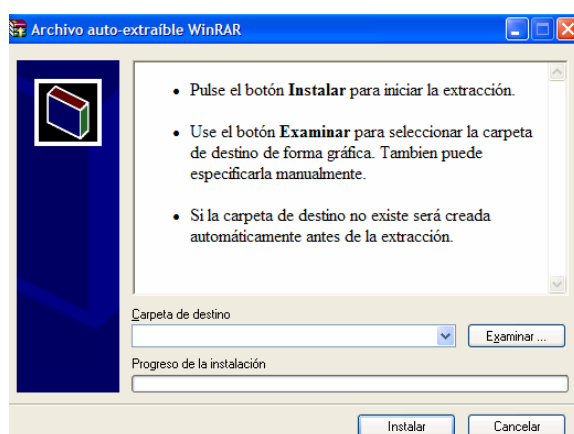 Archivo auto-extraíble WinRAR
• Pulse el botón Instalar para iniciar la extracción.
• Use el botón Examinar para seleccionar la carpeta
de destino de forma gráfica. Tambien puede
especificarla manualmente.
• Si la carpeta de destino no existe será creada
automáticamente antes de la extracción.
Carpeta de destino
Examinar ...
Progreso de la instalación
Instalar
Cancelar